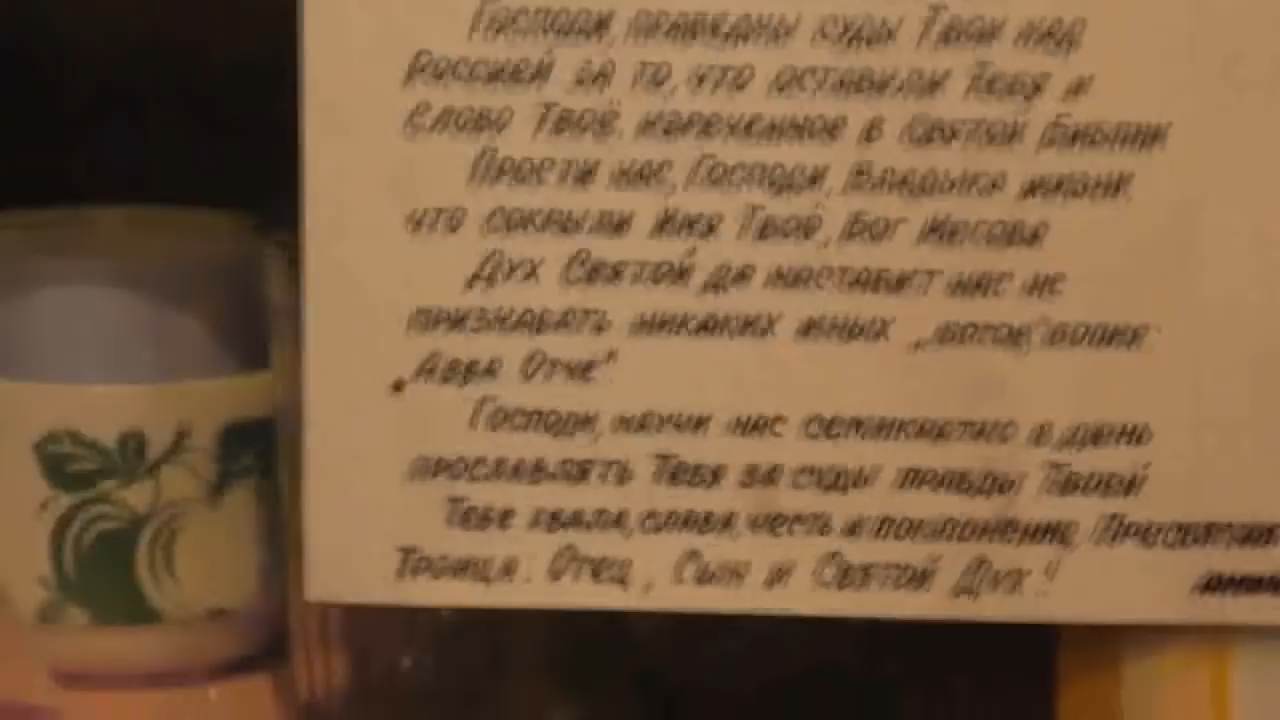 Господи, праведны суды Твои над
Россией за то, что оставили Тебя и
Слово Твоё, наречённое в Святой Библии
Прости нас, Господи, Владыка жизни,
что сокрыли Имя Твоё, Бог Иегова
Дух Святой да наставит нас не
признавать никаких иных „богов", вопия
„Авва Отче"
Господи, научи нас семикратно в день
прославлять Тебя за суды правды Твоей
Тебе хвала, слава, честь и поклонение, Пресвятая
Троица: Отец, Сын и Святой Дух!